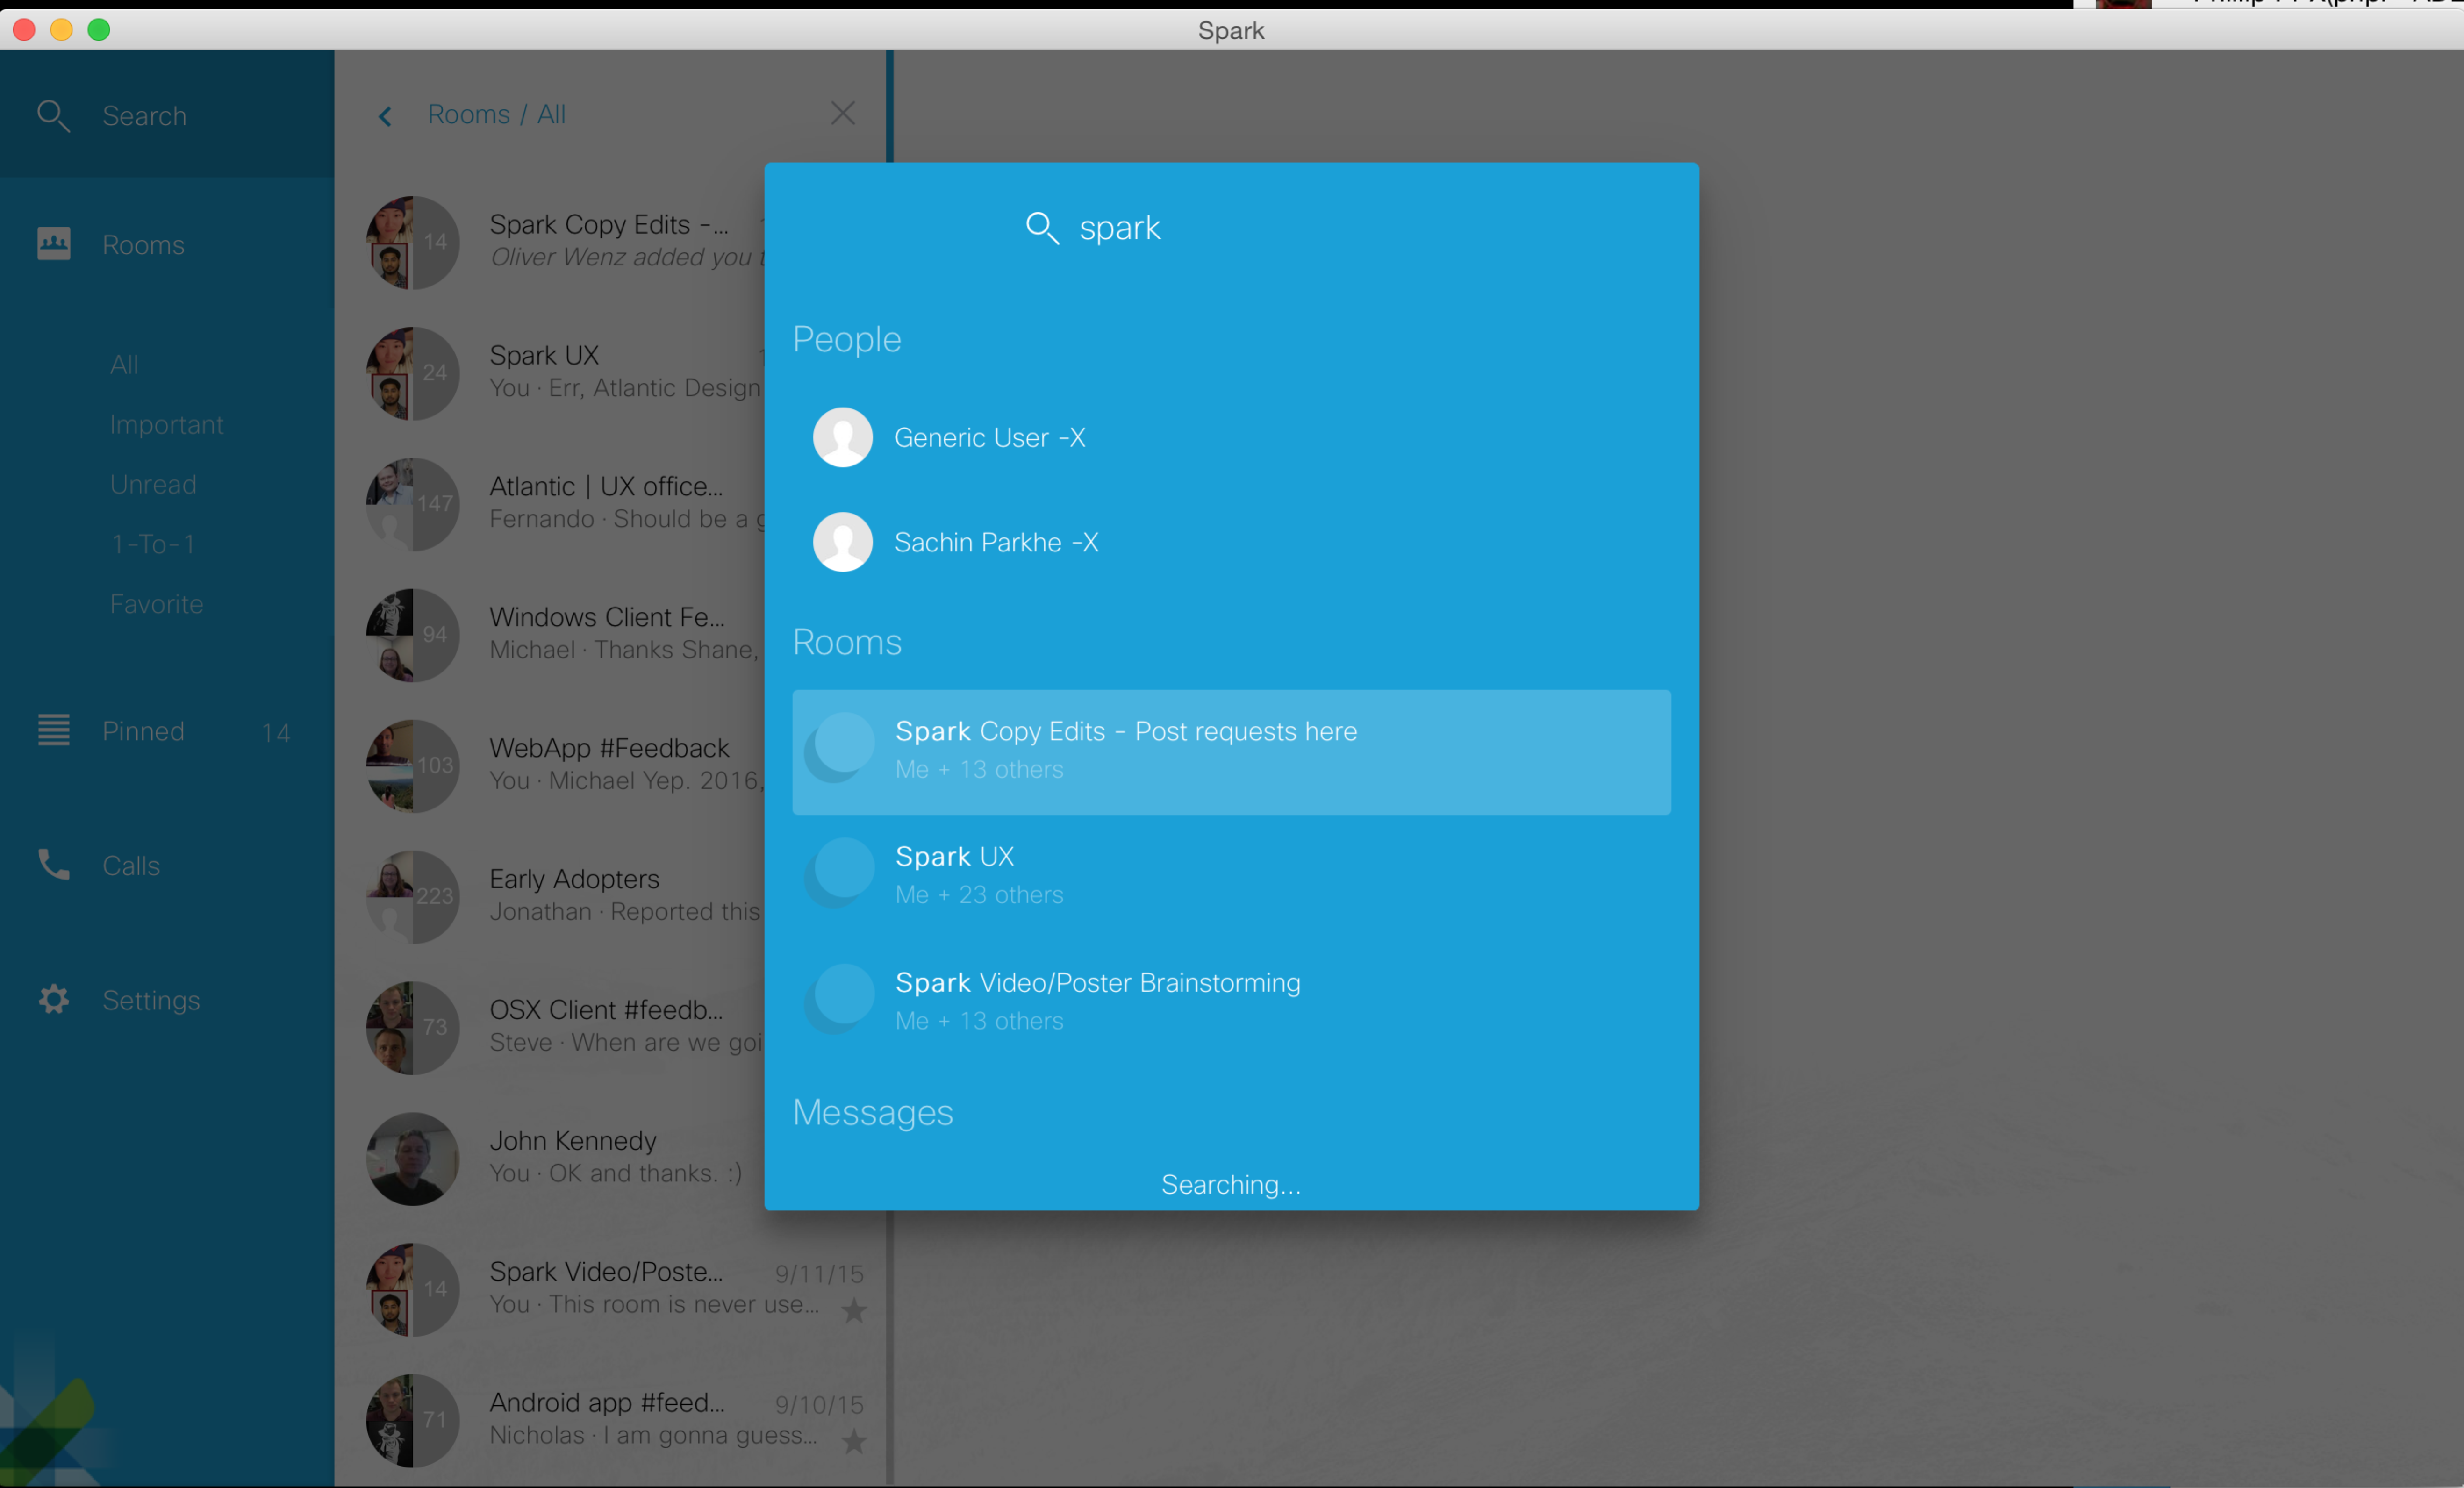 Spark
Search
Rooms
All
Important
Unread
1-To-1
Favorite
Pinned 14
Calls
Settings
Rooms / All
14
Spark Copy Edits -...
Oliver Wenz added you
24
Spark UX
You · Err, Atlantic Design
147
Atlantic | UX office...
Fernando · Should be a
94
Windows Client Fe...
Michael · Thanks Shane,
103
WebApp #Feedback
You · Michael Yep. 2016,
223
Early Adopters
Jonathan · Reported this
73
OSX Client #feedb...
Steve · When are we goi
John Kennedy
You · OK and thanks. :)
14
Spark Video/Poste... 9/11/15
You · This room is never use...
71
Android app #feed... 9/10/15
Nicholas · I am gonna guess...
spark
People
Generic User -X
Sachin Parkhe -X
Rooms
Spark Copy Edits - Post requests here
Me + 13 others
Spark UX
Me + 23 others
Spark Video/Poster Brainstorming
Me + 13 others
Messages
Searching...